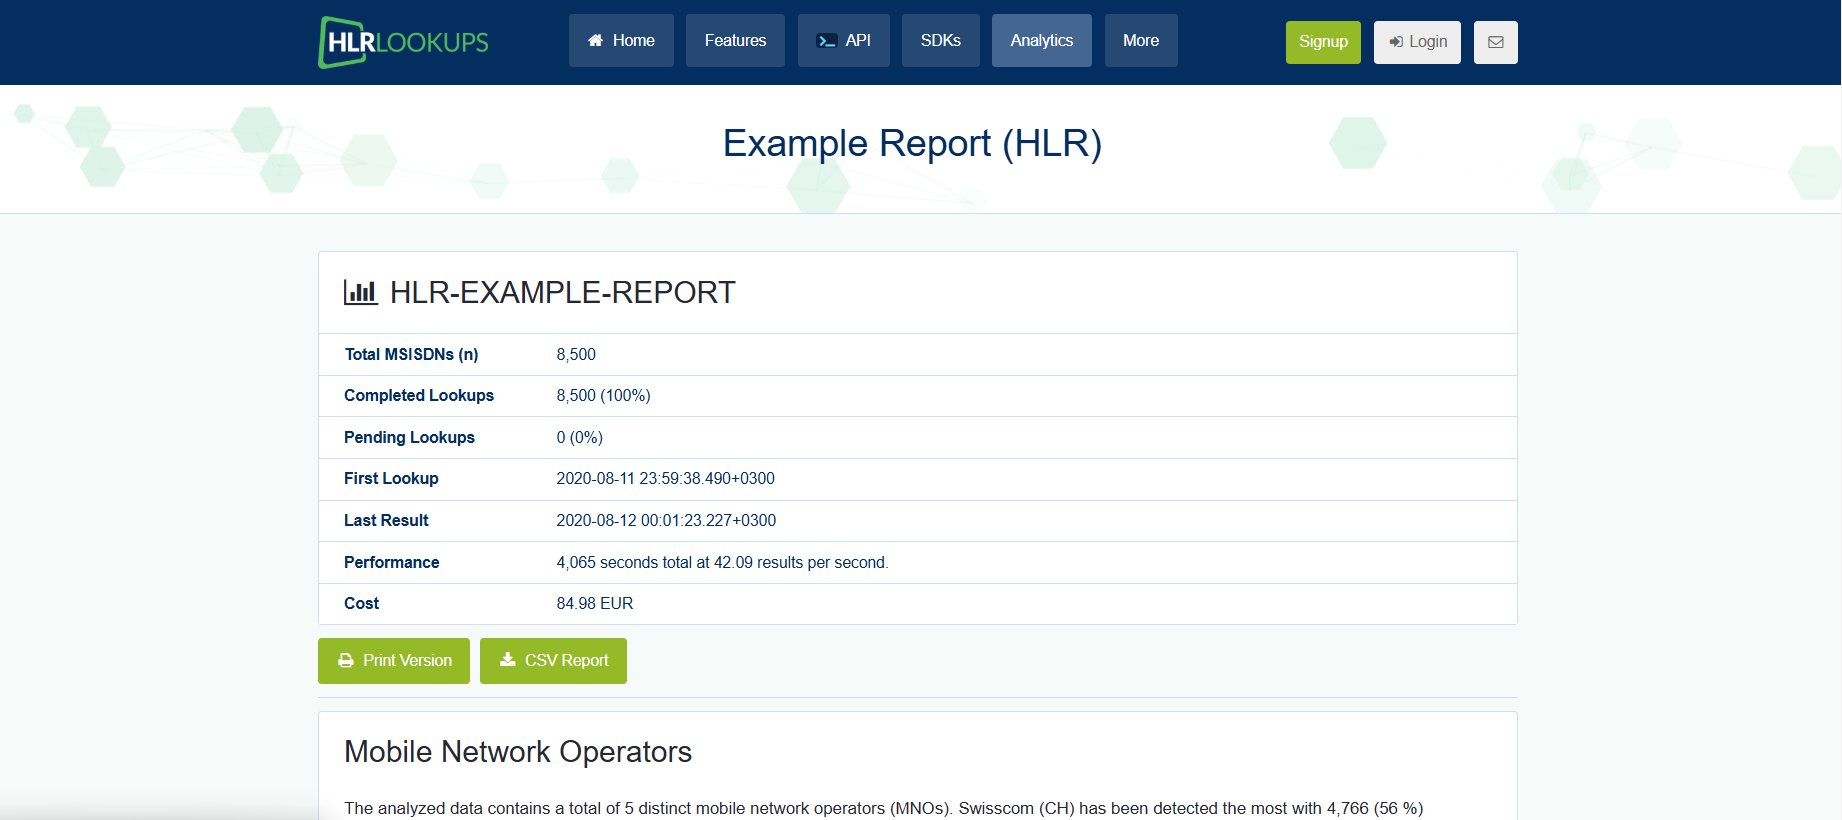 HLRLOOKUPS
Home Features API SDKs Analytics More Signup Login
Example Report (HLR)
HLR-EXAMPLE-REPORT
Total MSISDNs (n) 8,500
Completed Lookups 8,500 (100%)
Pending Lookups 0 (0%)
First Lookup 2020-08-11 23:59:38.490+0300
Last Result 2020-08-12 00:01:23.227+0300
Performance 4,065 seconds total at 42.09 results per second.
Cost 84.98 EUR
Print Version CSV Report
Mobile Network Operators
The analyzed data contains a total of 5 distinct mobile network operators (MNOs). Swisscom (CH) has been detected the most with 4,766 (56 %)